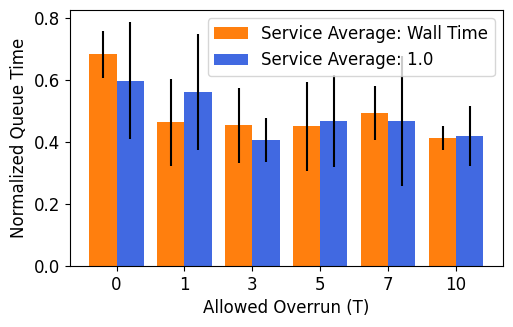 Service Average: Wall Time
Service Average: 1.0
Normalized Queue Time
0.8
0.6
0.4
0.2
0.0
0 1 3 5 7 10
Allowed Overrun (T)